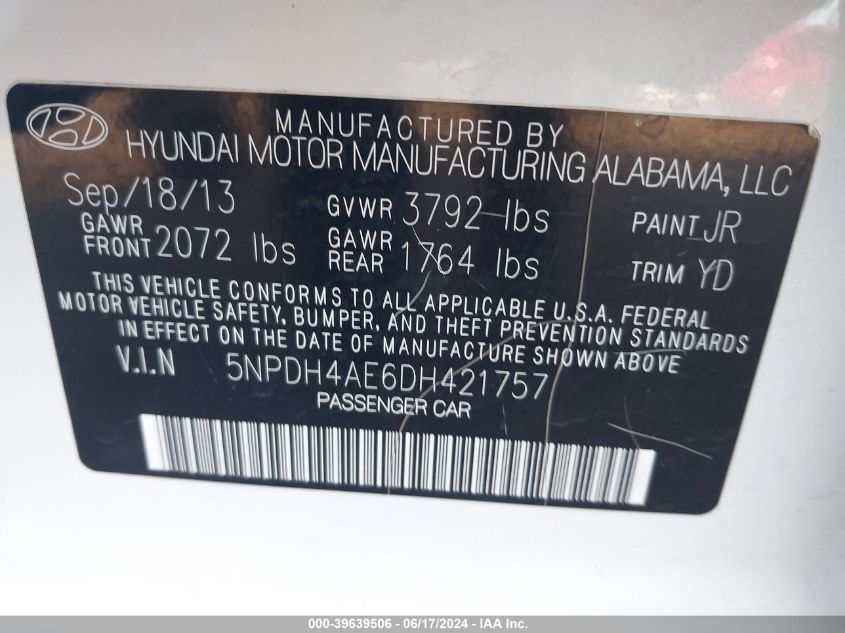 MANUFACTURED BY
HYUNDAI MOTOR MANUFACTURING ALABAMA, LLC
Sep/18/13 GVWR 3792 lbs PAINT JR
GAWR FRONT 2072 lbs GAWR REAR 1764 lbs TRIM YD
THIS VEHICLE CONFORMS TO ALL APPLICABLE U.S.A. FEDERAL
MOTOR VEHICLE SAFETY, BUMPER, AND THEFT PREVENTION STANDARDS
IN EFFECT ON THE DATE OF MANUFACTURE SHOWN ABOVE
V.I.N 5NPDH4AE6DH421757
PASSENGER CAR
000-39639506 - 06/17/2024 - IAA Inc.